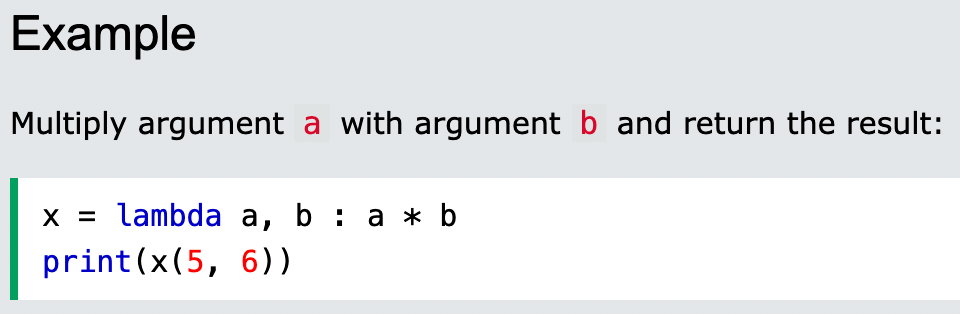 Example
Multiply argument a with argument b and return the result:
x = lambda a, b : a * b
print(x(5, 6))